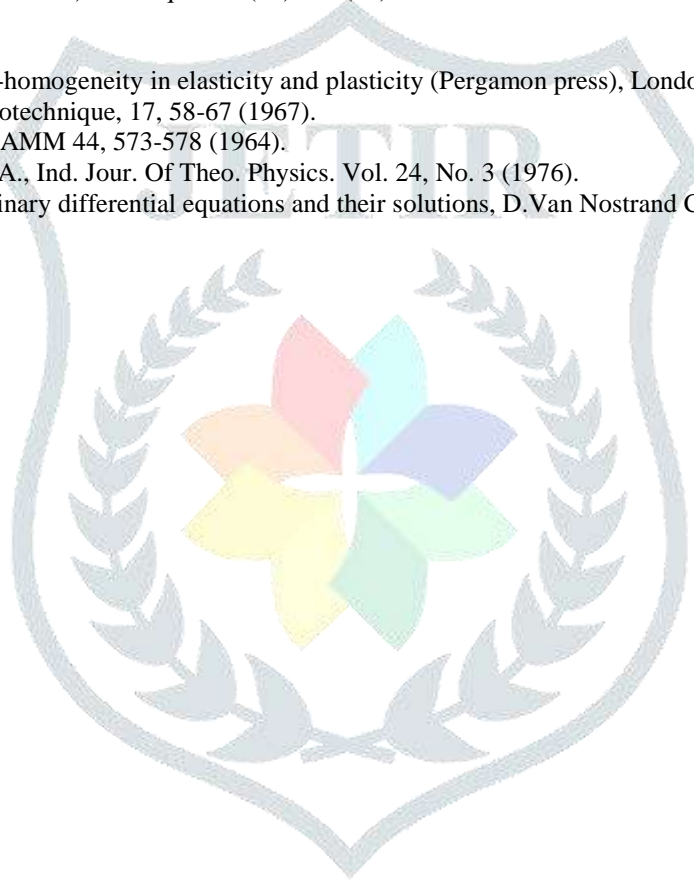 -homogeneity in elasticity and plasticity (Pergamon press), Londo
otechnique, 17, 58-67 (1967).
AMM 44, 573-578 (1964).
A., Ind. Jour. Of Theo. Physics. Vol. 24, No. 3 (1976).
JETIR
inary differential equations and their solutions, D.Van Nostrand C